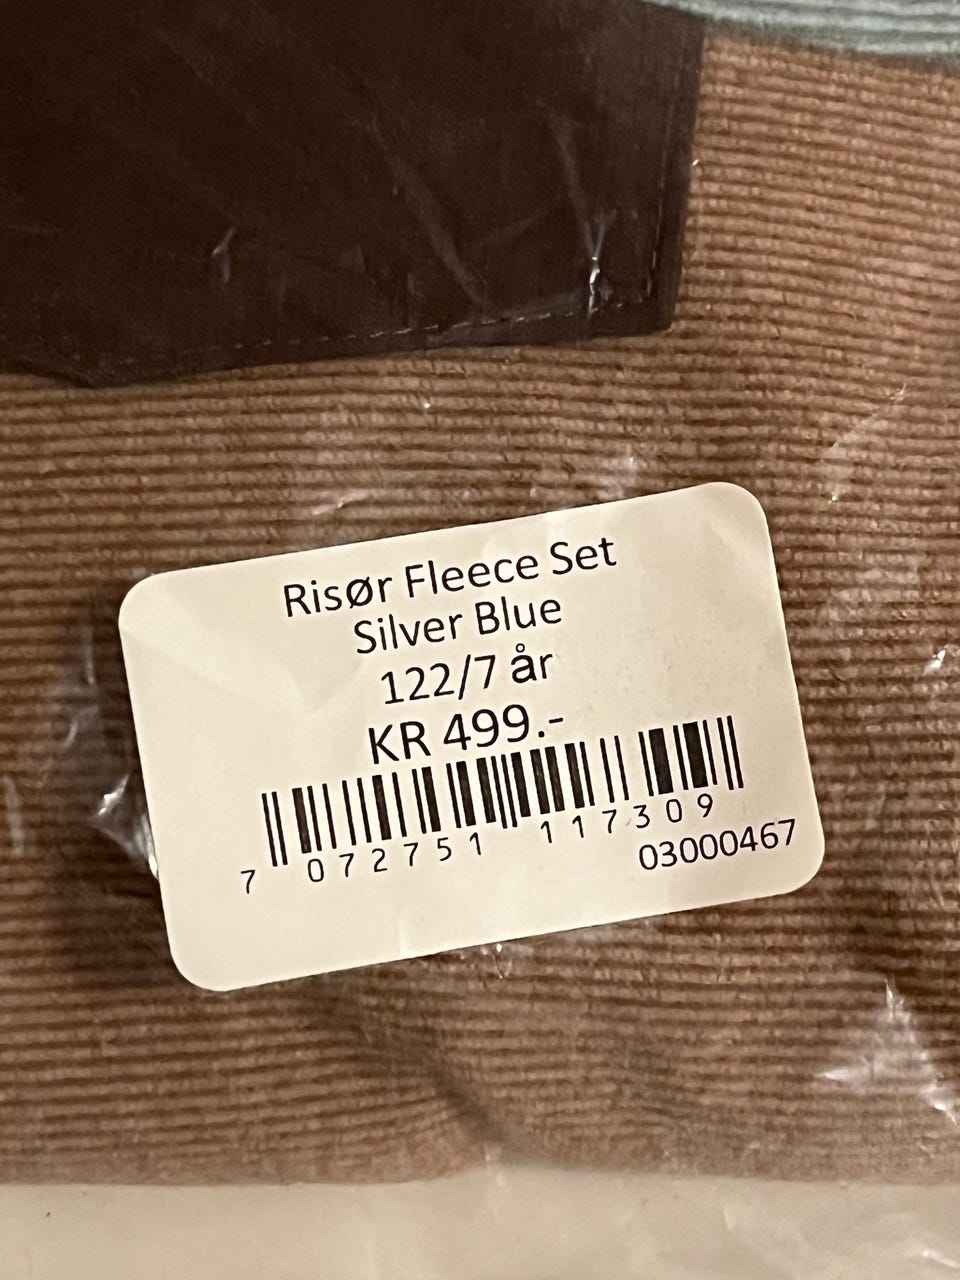 Risør Fleece Set
Silver Blue
122/7 år
KR 499.-
7 072751 117309
03000467